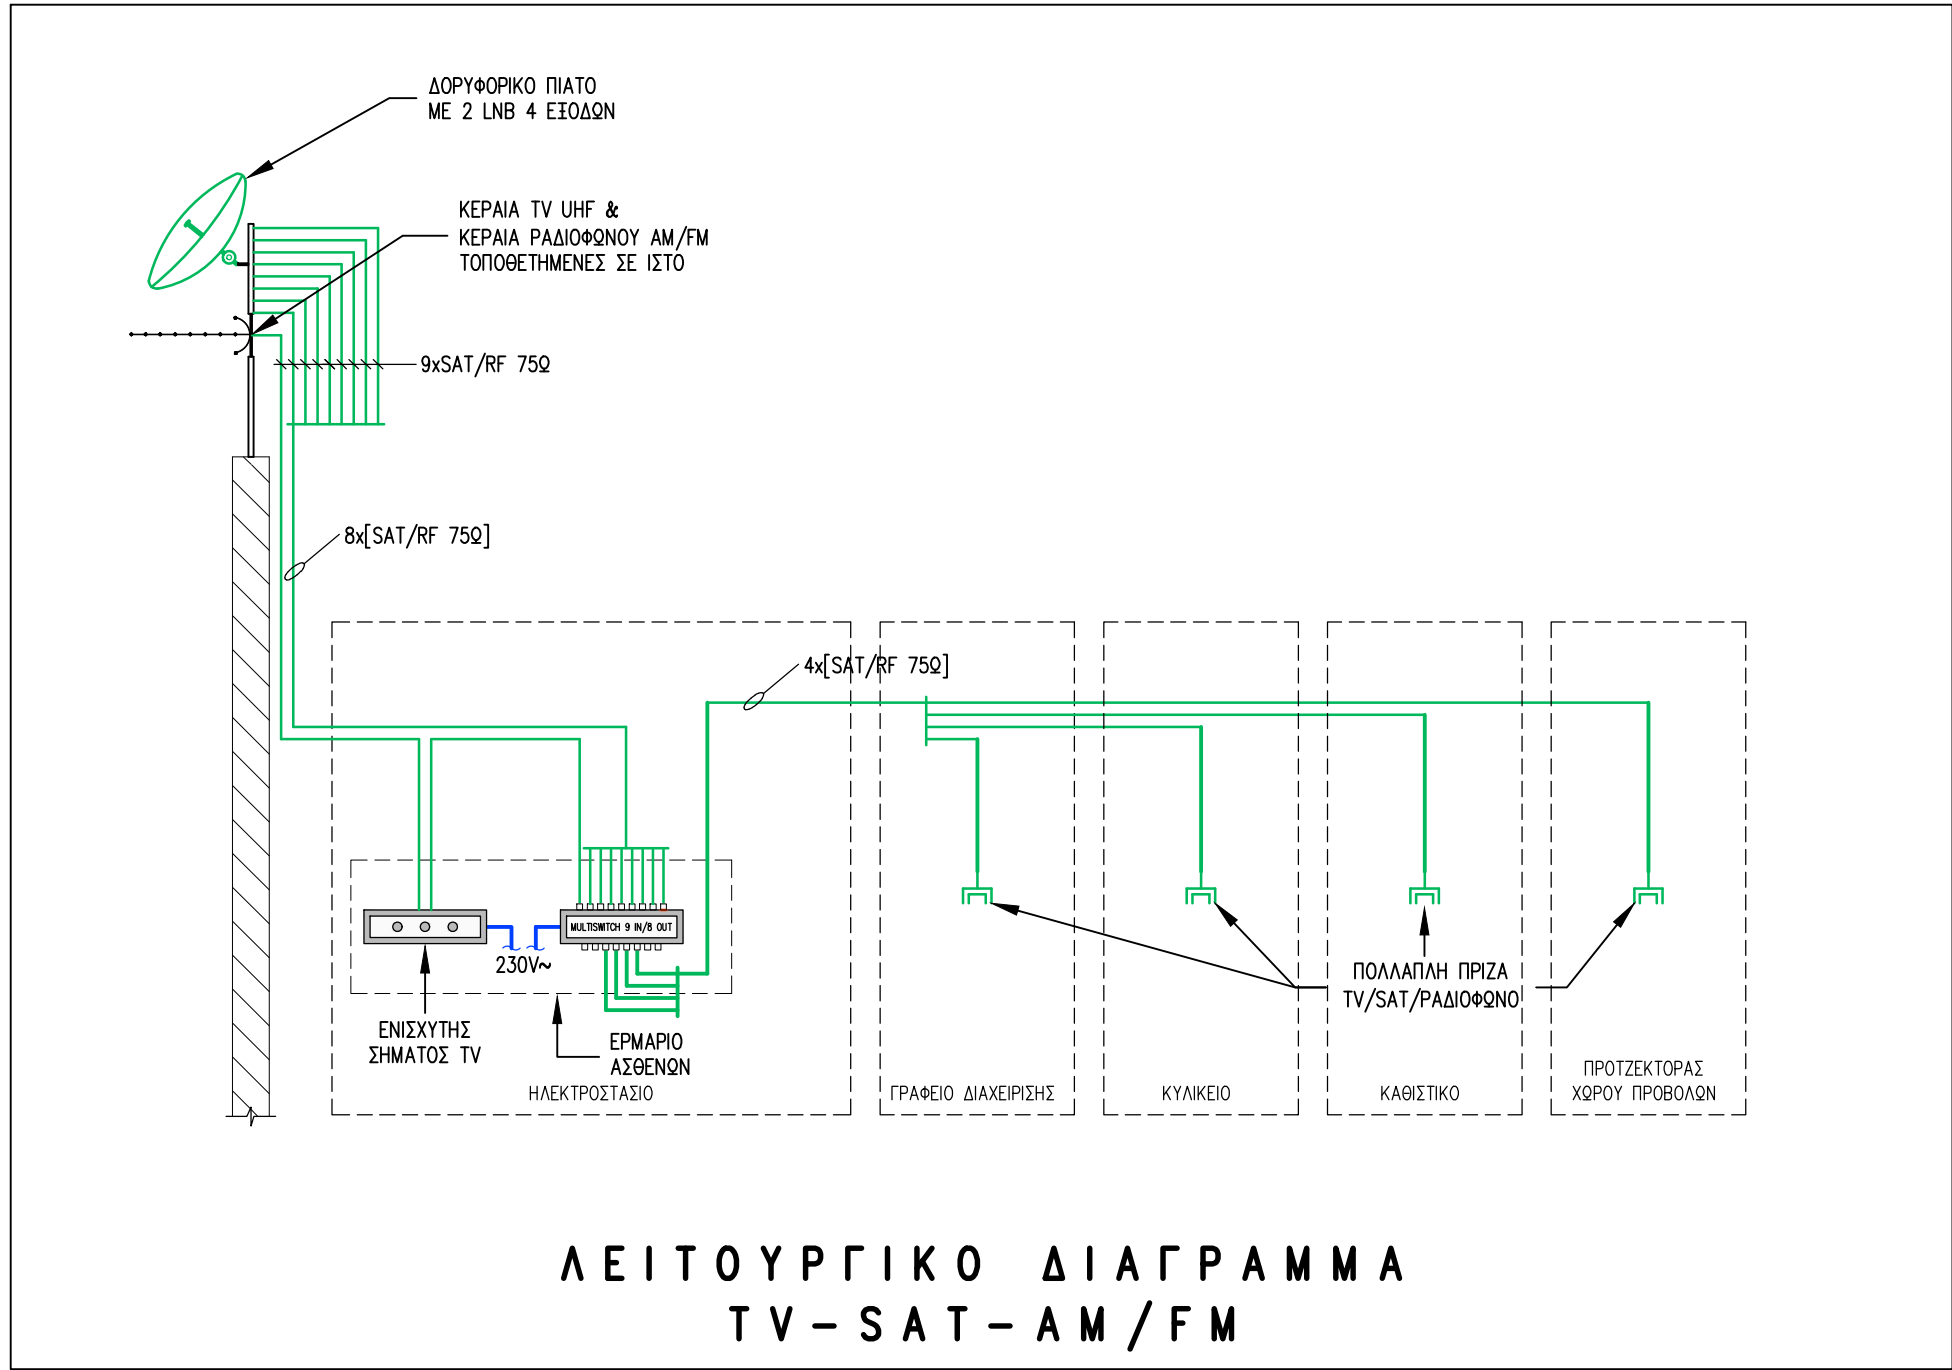 ΔΟΡΥΦΟΡΙΚΟ ΠΙΑΤΟ
ΜΕ 2 LNB 4 ΕΞΟΔΩΝ
ΚΕΡΑΙΑ TV UHF &
ΚΕΡΑΙΑ ΡΑΔΙΟΦΩΝΟΥ AM/FM
ΤΟΠΟΘΕΤΗΜΕΝΕΣ ΣΕ ΙΣΤΟ
9xSAT/RF 75Ω
8x[SAT/RF 75Ω]
4x[SAT/RF 75Ω]
MULTISWITCH 9 IN/8 OUT
230V~
ΕΝΙΣΧΥΤΗΣ
ΣΗΜΑΤΟΣ TV
ΕΡΜΑΡΙΟ
ΑΣΘΕΝΩΝ
ΠΟΛΛΑΠΛΗ ΠΡΙΖΑ
TV/SAT/ΡΑΔΙΟΦΩΝΟ
ΗΛΕΚΤΡΟΣΤΑΣΙΟ
ΓΡΑΦΕΙΟ ΔΙΑΧΕΙΡΙΣΗΣ
ΚΥΛΙΚΕΙΟ
ΚΑΘΙΣΤΙΚΟ
ΠΡΟΤΖΕΚΤΟΡΑΣ
ΧΩΡΟΥ ΠΡΟΒΟΛΩΝ
ΛΕΙΤΟΥΡΓΙΚΟ ΔΙΑΓΡΑΜΜΑ
TV-SAT-AM/FM